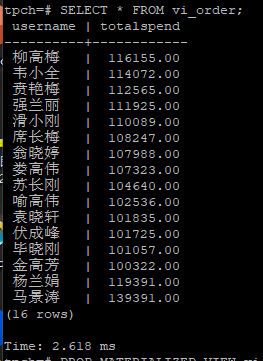 tpch=# SELECT * FROM vi_order;
username | totalspend
----------+------------
柳高梅 | 116155.00
韦小全 | 114072.00
贲艳梅 | 112565.00
强兰丽 | 111925.00
滑小刚 | 110089.00
席长梅 | 108247.00
翁晓婷 | 107988.00
娄高伟 | 107323.00
苏长刚 | 104640.00
喻高伟 | 102536.00
袁晓轩 | 101835.00
伏成峰 | 101725.00
毕晓刚 | 101057.00
金高芳 | 100322.00
杨兰娟 | 119391.00
马景涛 | 139391.00
(16 rows)
Time: 2.618 ms